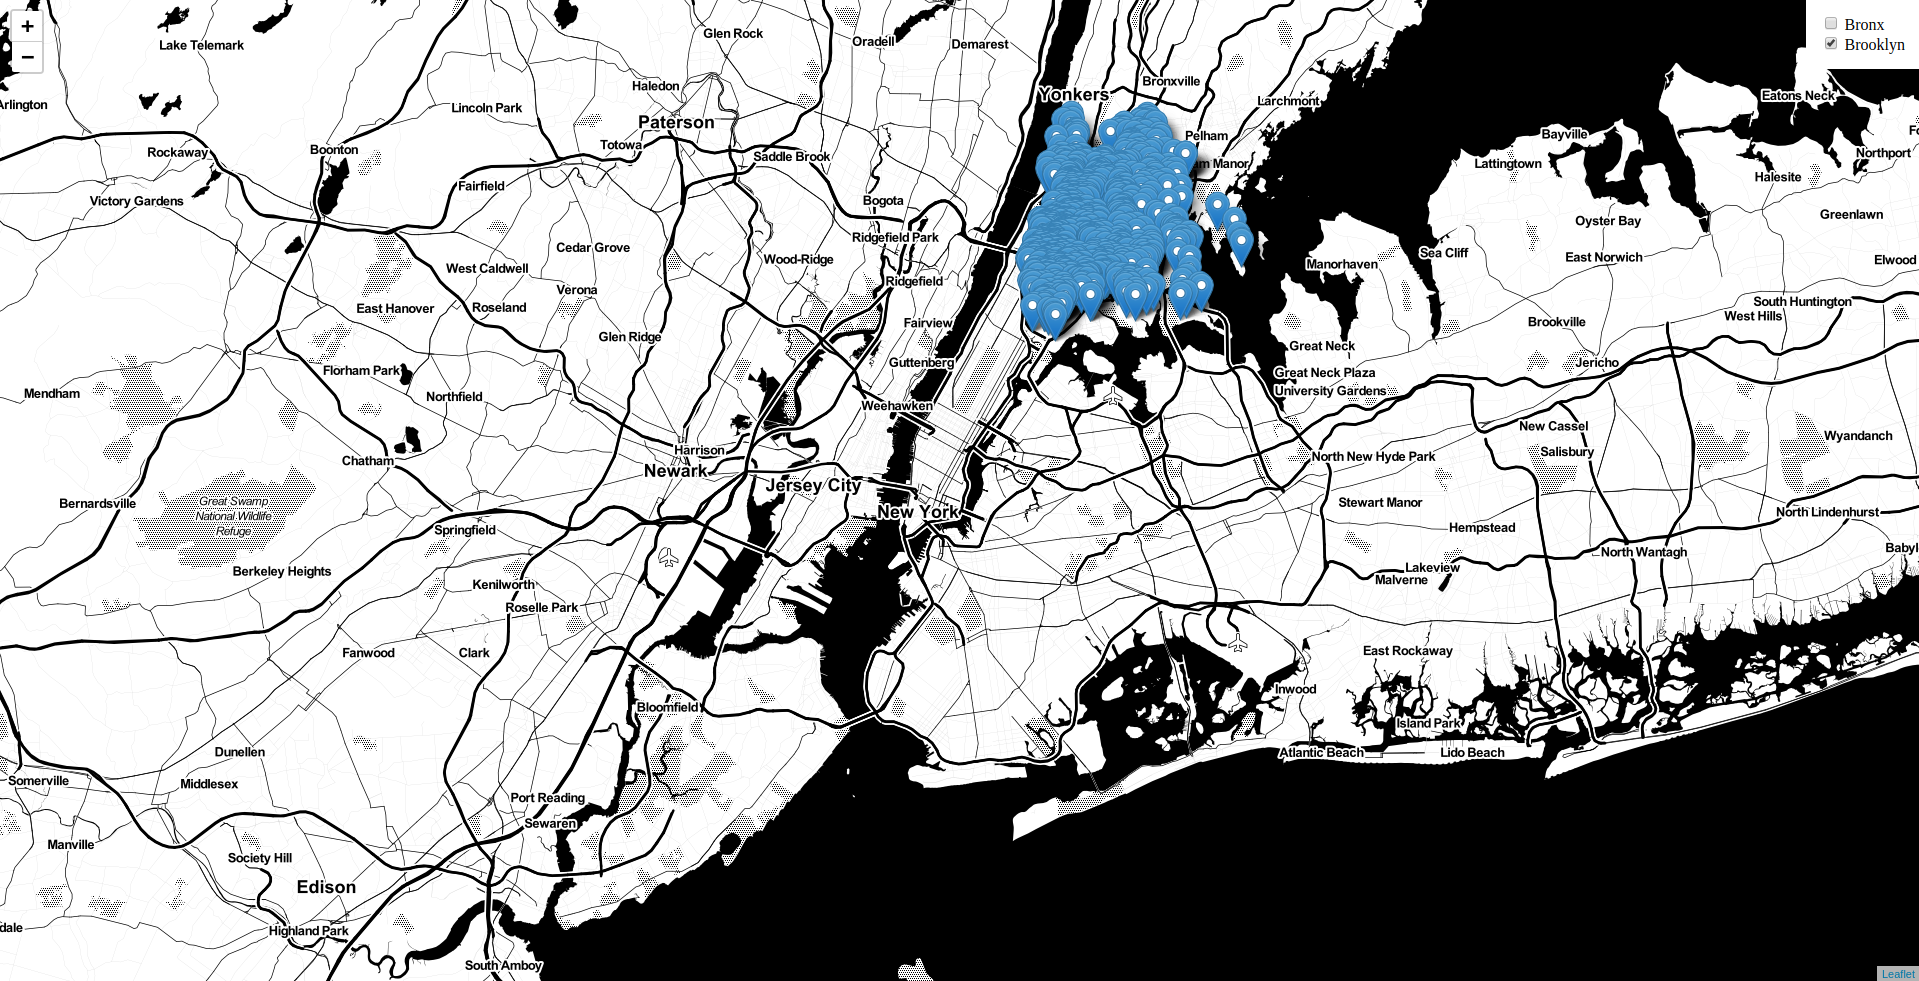 +
−
Bronx
Brooklyn
Lake Telemark
Glen Rock
Oradell
Demarest
Bronxville
Yonkers
Larchmont
Eatons Neck
Arlington
Haledon
Lincoln Park
Paterson
Pelham
Bayville
Rockaway
Boonton
Totowa
Saddle Brook
Lattingtown
Northport
Halesite
Fairfield
Victory Gardens
Bogota
Greenlawn
Oyster Bay
Ridgefield Park
Cedar Grove
Wood-Ridge
Sea Cliff
East Norwich
Elwood
West Caldwell
Manorhaven
Ridgefield
Verona
East Hanover
Roseland
South Huntington
West Hills
Fairview
Brookville
Glen Ridge
Great Neck
Guttenberg
Jericho
Florham Park
Great Neck Plaza
University Gardens
Mendham
Northfield
Weehawken
New Cassel
Wyandanch
Harrison
Salisbury
North New Hyde Park
Chatham
Newark
Jersey City
Great Swamp
National Wildlife
Refuge
Bernardsville
Stewart Manor
New York
North Lindenhurst
Springfield
Hempstead
North Wantagh
Babyl
Berkeley Heights
Lakeview
Malverne
Kenilworth
Roselle Park
Fanwood
Clark
East Rockaway
Inwood
Bloomfield
Island Park
Dunellen
Atlantic Beach
Lido Beach
Somerville
Middlesex
Port Reading
Sewaren
Manville
Society Hill
Edison
dale
Highland Park
South Amboy
Leaflet